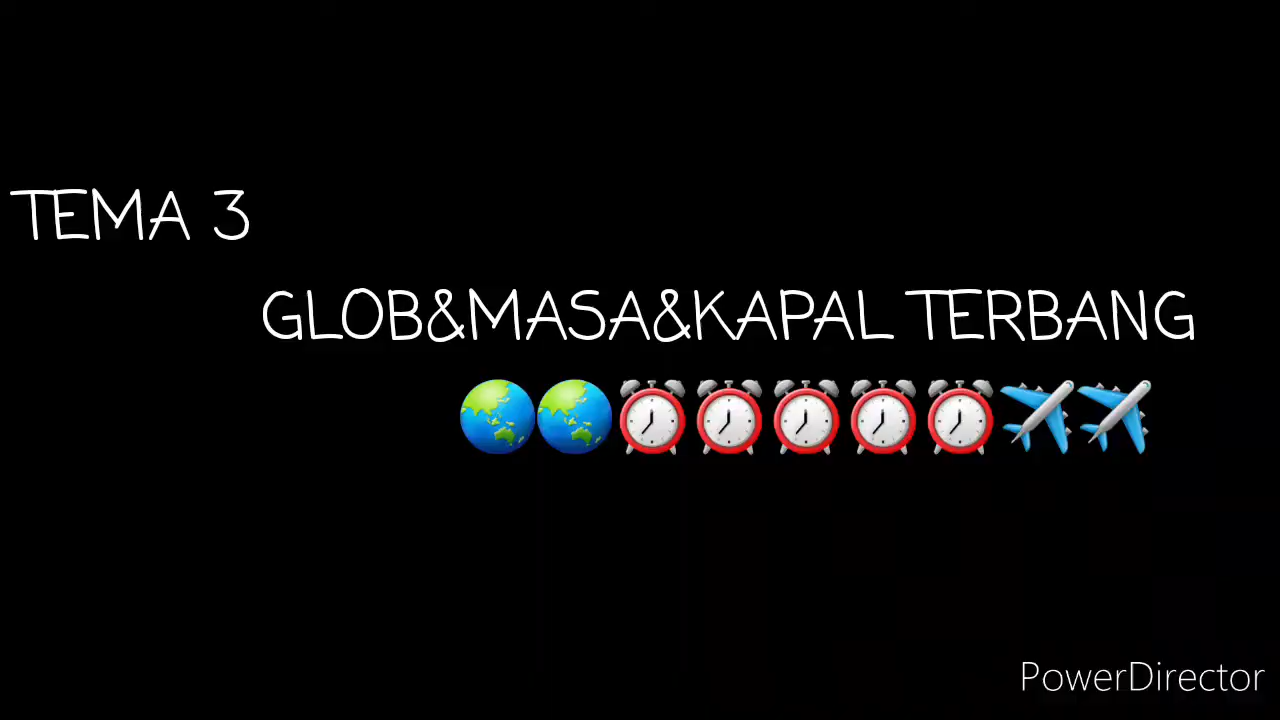 TEMA 3
GLOB&MASA&KAPAL TERBANG
🌏🌏⏰⏰⏰⏰⏰✈️✈️
PowerDirector